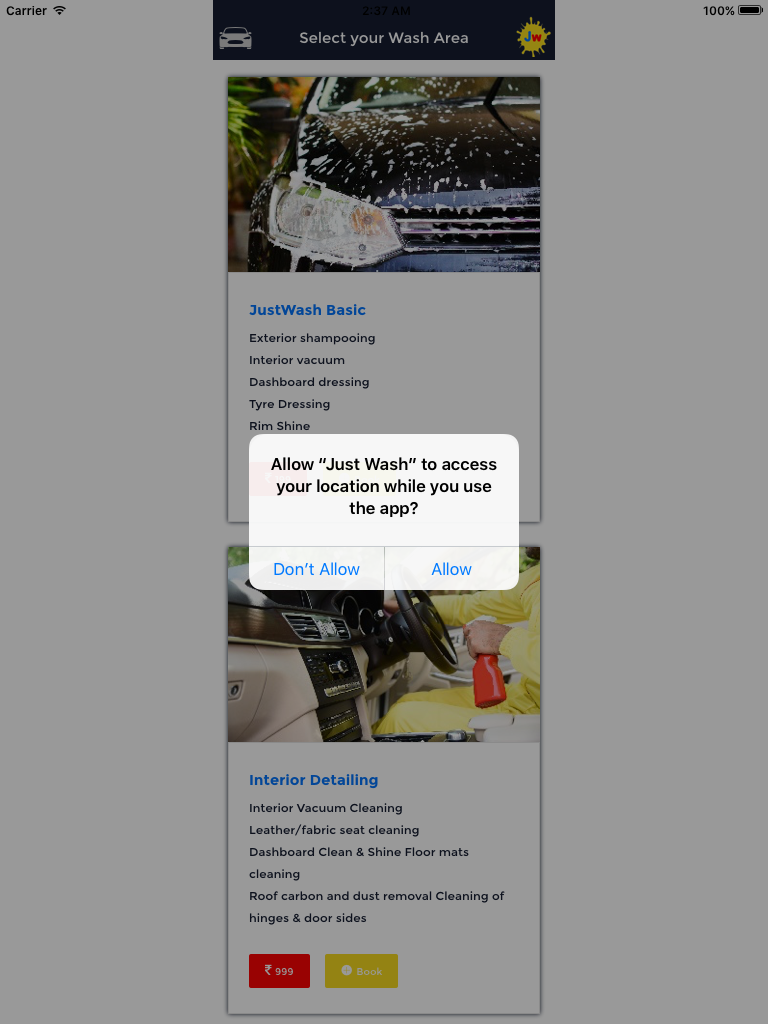 Carrier 2:37 AM 100%
Select your Wash Area
Jw
JustWash Basic
Exterior shampooing
Interior vacuum
Dashboard dressing
Tyre Dressing
Rim Shine
Allow “Just Wash” to access
your location while you use
the app?
Don’t Allow Allow
Interior Detailing
Interior Vacuum Cleaning
Leather/fabric seat cleaning
Dashboard Clean & Shine Floor mats
cleaning
Roof carbon and dust removal Cleaning of
hinges & door sides
₹ 999 Book